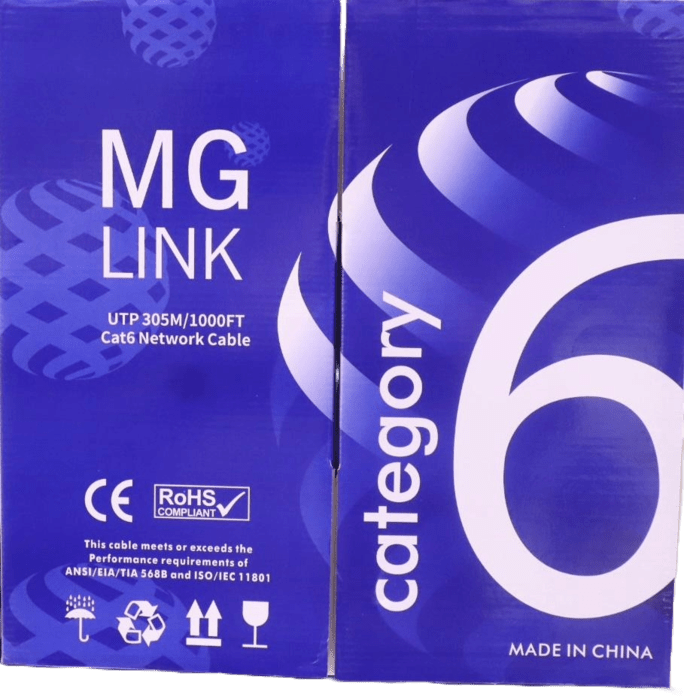 MG
LINK
UTP 305M/1000FT
Cat6 Network Cable
CE
RoHS
COMPLIANT
This cable meets or exceeds the
Performance requirements of
ANSI/EIA/TIA 568B and ISO/IEC 11801
category
6
MADE IN CHINA